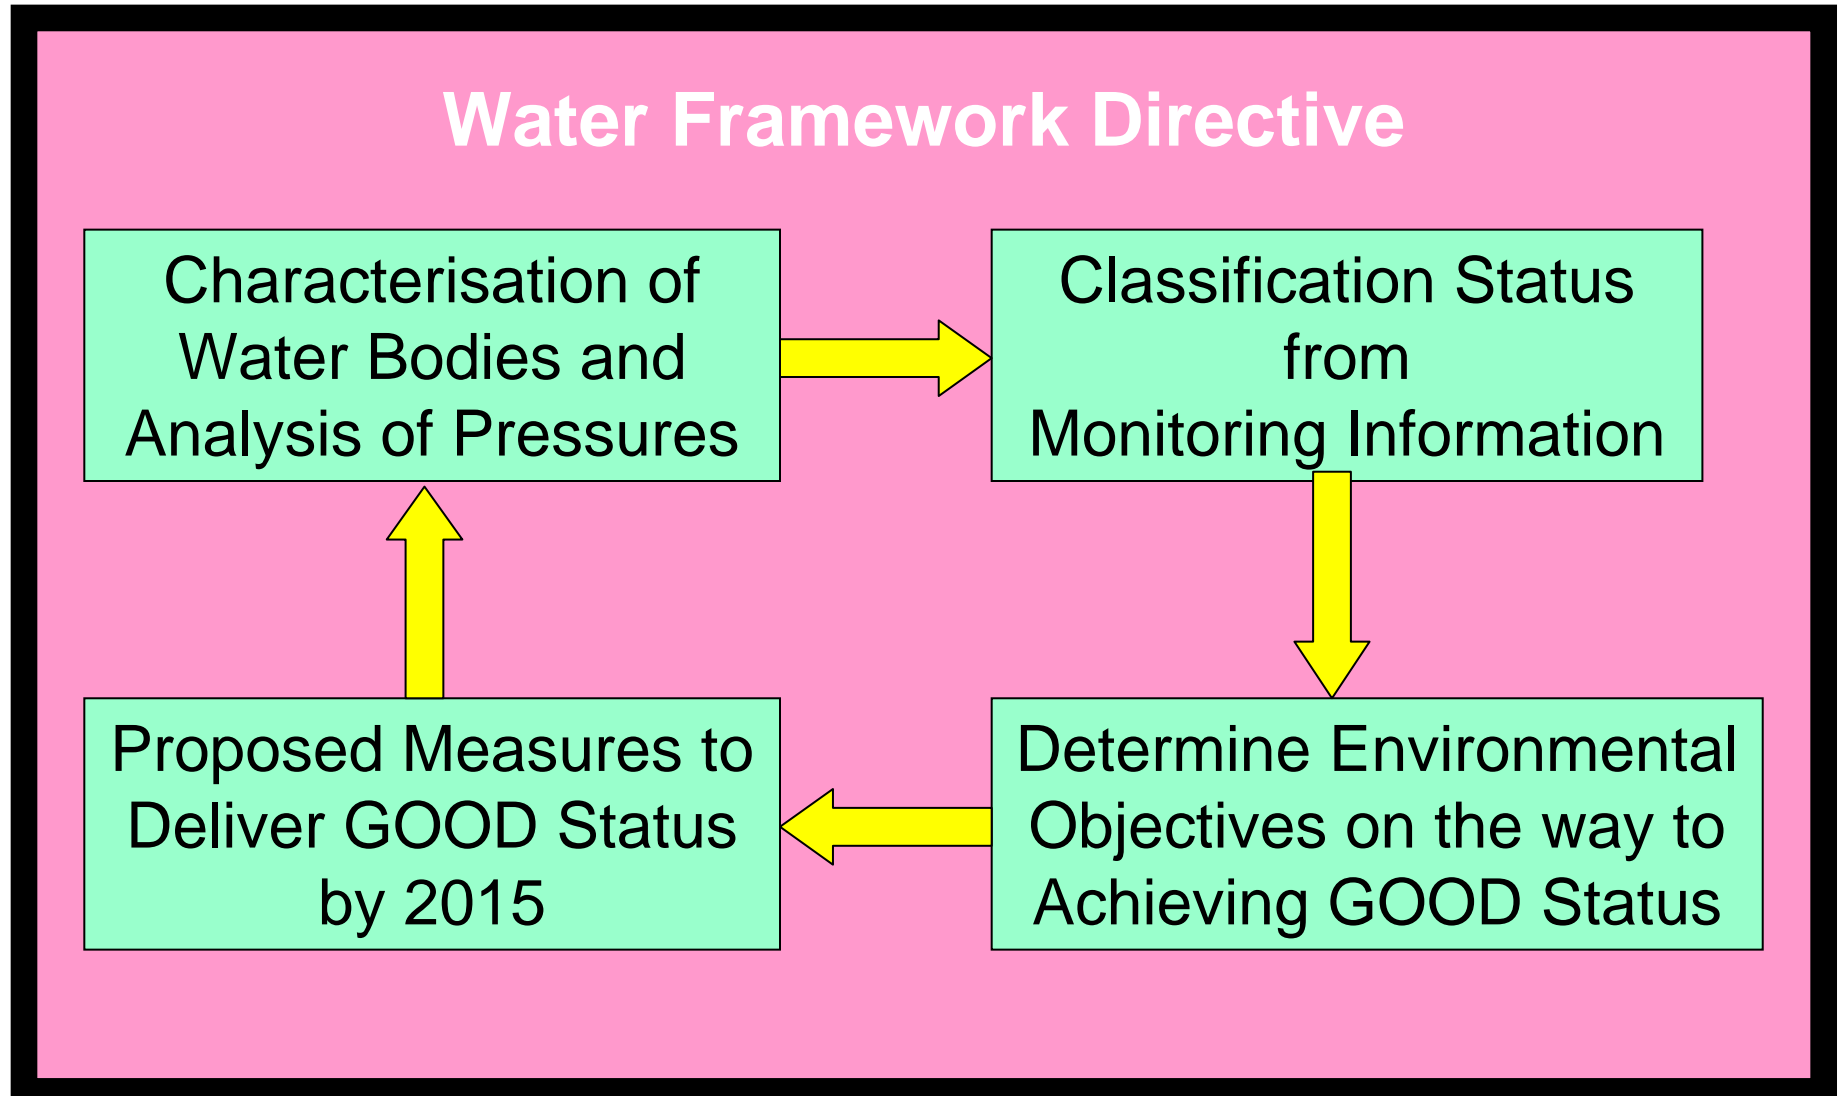 Water Framework Directive
Characterisation of
Water Bodies and
Analysis of Pressures
Classification Status
from
Monitoring Information
Proposed Measures to
Deliver GOOD Status
by 2015
Determine Environmental
Objectives on the way to
Achieving GOOD Status